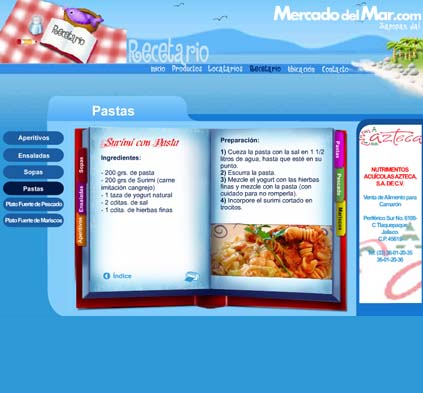 Mercado del Mar.com
Recetario
Recetario
Inicio Productos Locatarios Recetario Ubicación Contacto
Pastas
Aperitivos
Ensaladas
Sopas
Pastas
Plato Fuerte de Pescado
Plato Fuerte de Mariscos
Surimi con Pasta
Ingredientes:
- 200 grs. de pasta
- 200 grs de Surimi (carne
imitación cangrejo)
- 1 taza de yogurt natural
- 2 cditas. de sal
- 1 cdita. de hierbas finas
Índice
Sopas
Ensaladas
Aperitivos
Preparación:
1) Cueza la pasta con la sal en 1 1/2
litros de agua, hasta que esté en su
punto.
2) Escurra la pasta.
3) Mezcle el yogurt con las hierbas
finas y mezcle con la pasta (con
cuidado para no romperla).
4) Incorpore el surimi cortado en
trocitos.
Pastas
Pescado
Mariscos
azteca
NUTRIMENTOS
ACUÍCOLAS AZTECA,
S.A. DE C.V.
Venta de Alimento para
Camarón
Periférico Sur No. 6108-
C Tlaquepaque,
Jalisco.
C.P. 45619
Tel: (33) 36-01-20-35
36-01-20-36